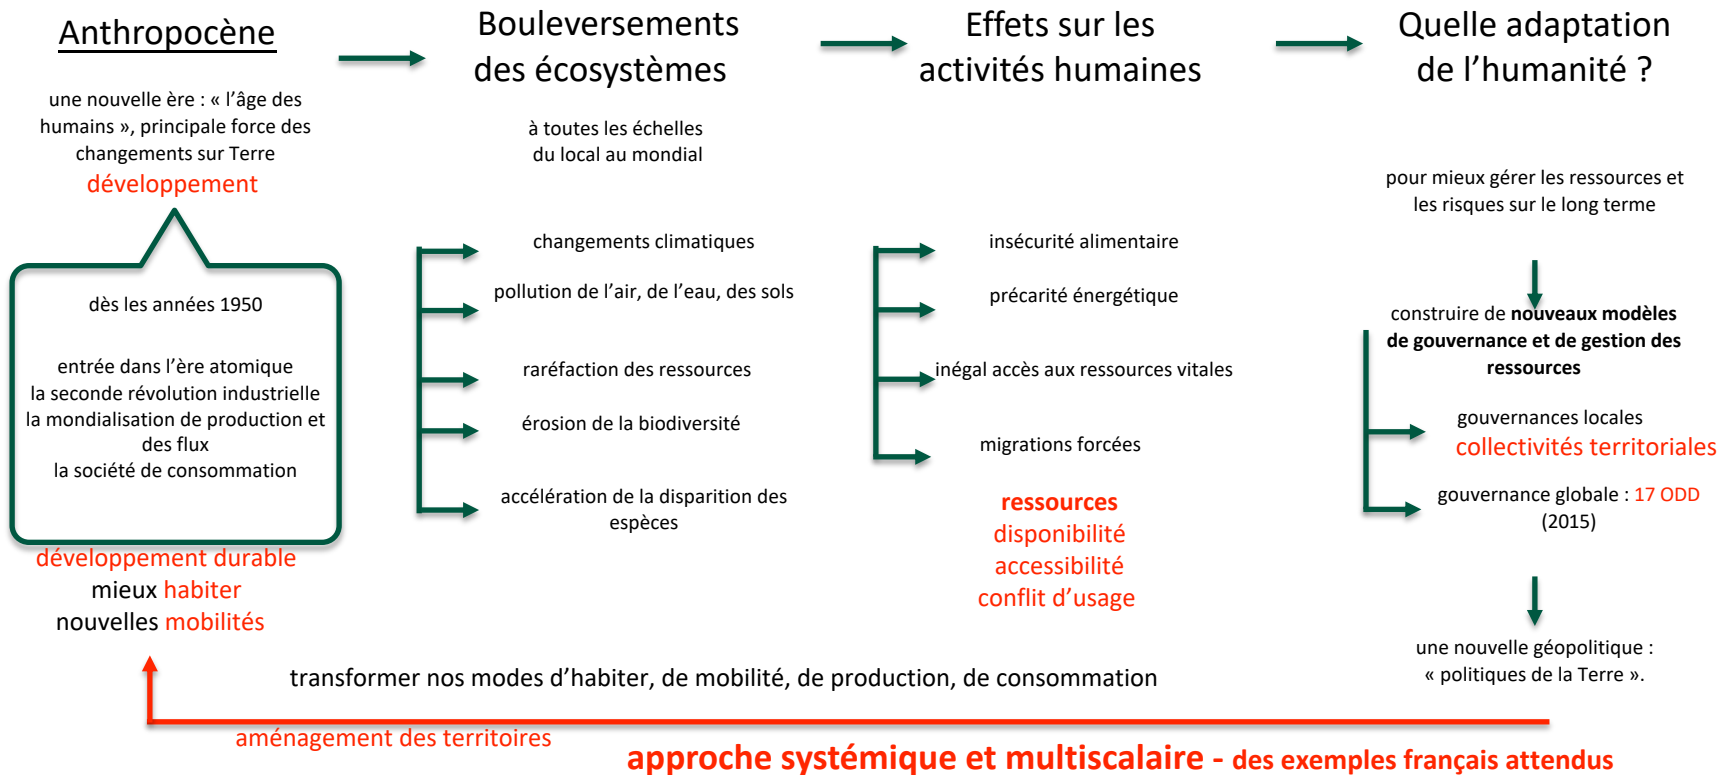 Anthropocène
une nouvelle ère : « l’âge des
humains », principale force des
changements sur Terre
développement
dès les années 1950
entrée dans l’ère atomique
la seconde révolution industrielle
la mondialisation de production et
des flux
la société de consommation
développement durable
mieux habiter
nouvelles mobilités
Bouleversements
des écosystèmes
à toutes les échelles
du local au mondial
changements climatiques
pollution de l’air, de l’eau, des sols
raréfaction des ressources
érosion de la biodiversité
accélération de la disparition des
espèces
Effets sur les
activités humaines
insécurité alimentaire
précarité énergétique
inégal accès aux ressources vitales
migrations forcées
ressources
disponibilité
accessibilité
conflit d’usage
Quelle adaptation
de l’humanité ?
pour mieux gérer les ressources et
les risques sur le long terme
construire de nouveaux modèles
de gouvernance et de gestion des
ressources
gouvernances locales
collectivités territoriales
gouvernance globale : 17 ODD
(2015)
une nouvelle géopolitique :
« politiques de la Terre ».
transformer nos modes d’habiter, de mobilité, de production, de consommation
aménagement des territoires
approche systémique et multiscalaire - des exemples français attendus